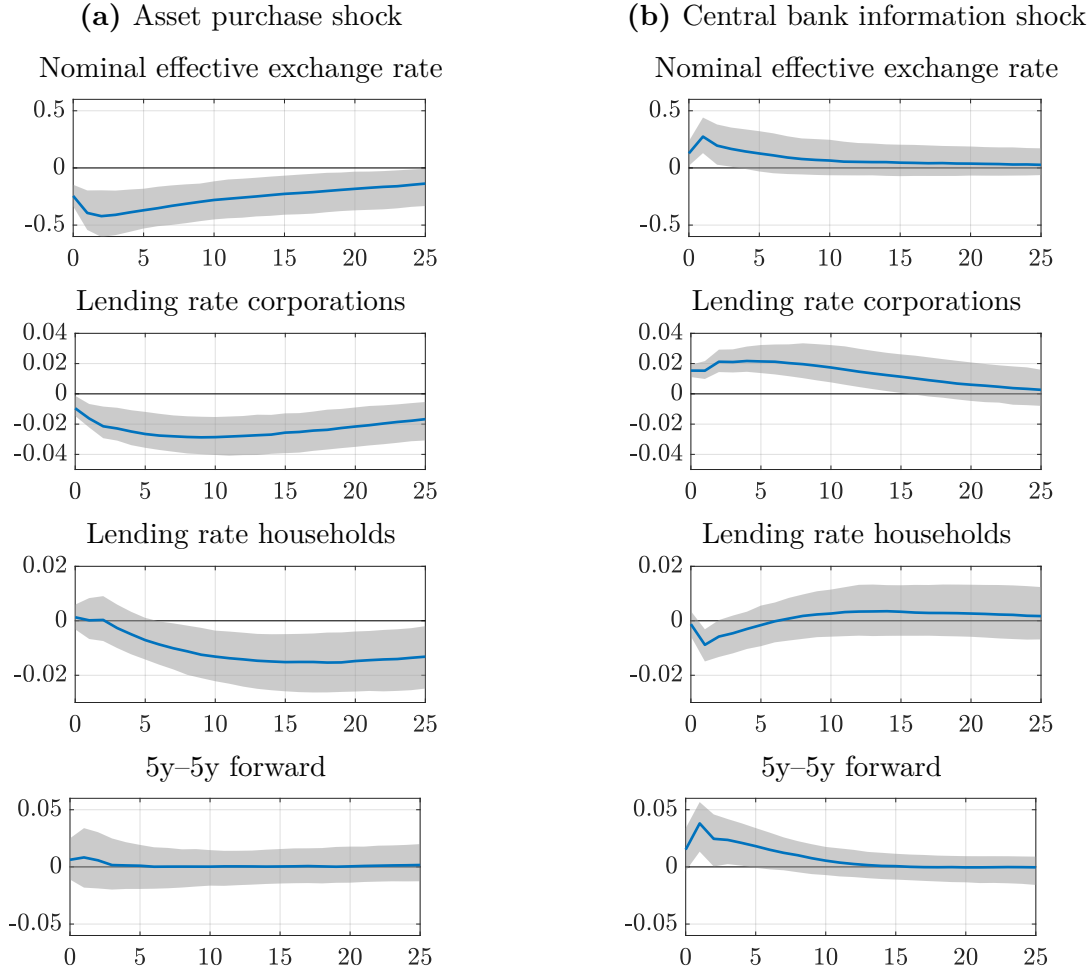 (a) Asset purchase shock
Nominal effective exchange rate
0.5
0
-0.5
0 5 10 15 20 25
Lending rate corporations
0.04
0.02
0
-0.02
-0.04
0 5 10 15 20 25
Lending rate households
0.02
0
-0.02
0 5 10 15 20 25
5y–5y forward
0.05
0
-0.05
0 5 10 15 20 25
(b) Central bank information shock
Nominal effective exchange rate
0.5
0
-0.5
0 5 10 15 20 25
Lending rate corporations
0.04
0.02
0
-0.02
-0.04
0 5 10 15 20 25
Lending rate households
0.02
0
-0.02
0 5 10 15 20 25
5y–5y forward
0.05
0
-0.05
0 5 10 15 20 25